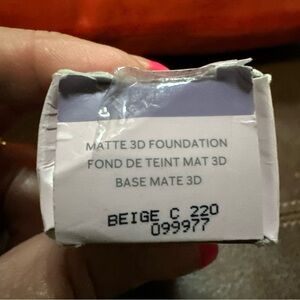 MATTE 3D FOUNDATION
FOND DE TEINT MAT 3D
BASE MATE 3D
BEIGE C 220
099977